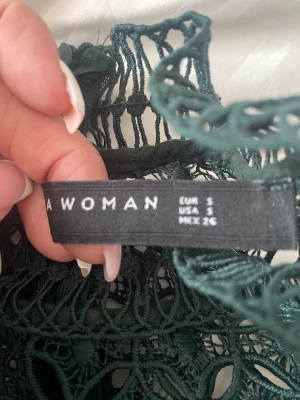 A WOMAN
EUR S
USA S
MEX 26